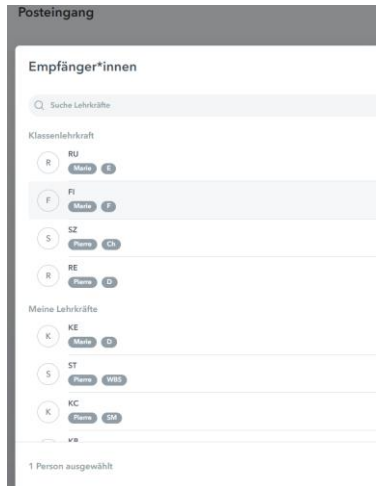 Posteingang
Empfänger*innen
Suche Lehrkräfte
Klassenlehrkraft
R
RU
Marie E
F
FI
Marie F
S
SZ
Pierre Ch
R
RE
Pierre D
Meine Lehrkräfte
K
KE
Marie D
S
ST
Pierre WBS
K
KC
Pierre SM
1 Person ausgewählt